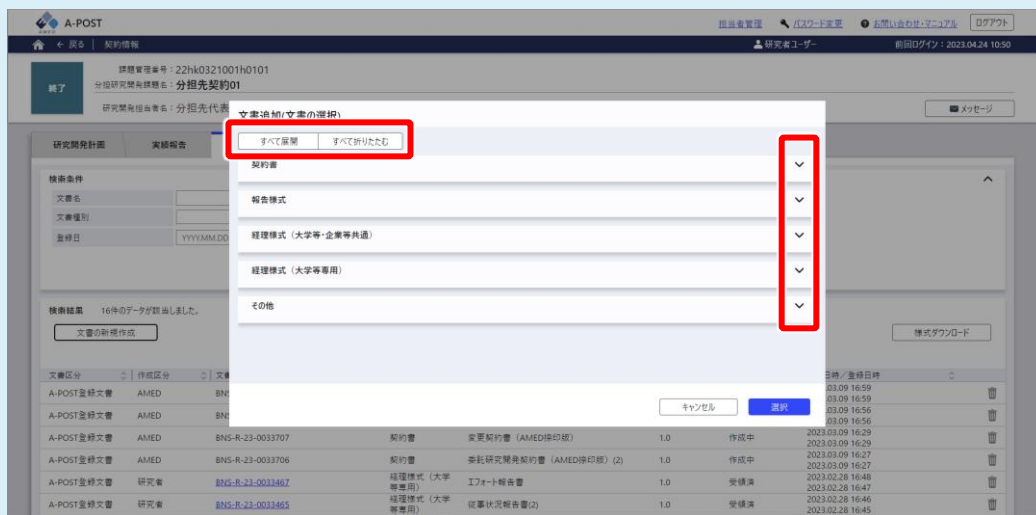 A-POST
AMED
担当者管理 パスワード変更 お問い合わせ・マニュアル ログアウト
← 戻る 契約情報 研究者ユーザー 前回ログイン：2023.04.24 10:50
終了
課題管理番号：22hk0321001h0101
分担研究開発課題名：分担先契約01
研究開発担当者名：分担先代表
メッセージ
文書追加(文書の選択)
すべて展開 すべて折りたたむ
契約書
報告様式
経理様式（大学等・企業等共通）
経理様式（大学等専用）
その他
キャンセル 選択
研究開発計画 実績報告
検索条件
文書名
文書種別
登録日 YYYY.MM.DD
検索結果 16件のデータが該当しました。
文書の新規作成 様式ダウンロード
文書区分 作成区分 日時／登録日時
A-POST登録文書 AMED BNS .03.09 16:59
.03.09 16:59
A-POST登録文書 AMED BNS .03.09 16:56
.03.09 16:56
A-POST登録文書 AMED BNS-R-23-0033707 契約書 変更契約書（AMED捺印版） 1.0 作成中 2023.03.09 16:29
2023.03.09 16:29
A-POST登録文書 AMED BNS-R-23-0033706 契約書 委託研究開発契約書（AMED捺印版）(2) 1.0 作成中 2023.03.09 16:27
2023.03.09 16:27
A-POST登録文書 研究者 BNS-R-23-0033467 経理様式（大学等専用） エフォート報告書 1.0 受領済 2023.02.28 16:48
2023.02.28 16:47
A-POST登録文書 研究者 BNS-R-23-0033465 経理様式（大学等専用） 従事状況報告書(2) 1.0 受領済 2023.02.28 16:46
2023.02.28 16:45